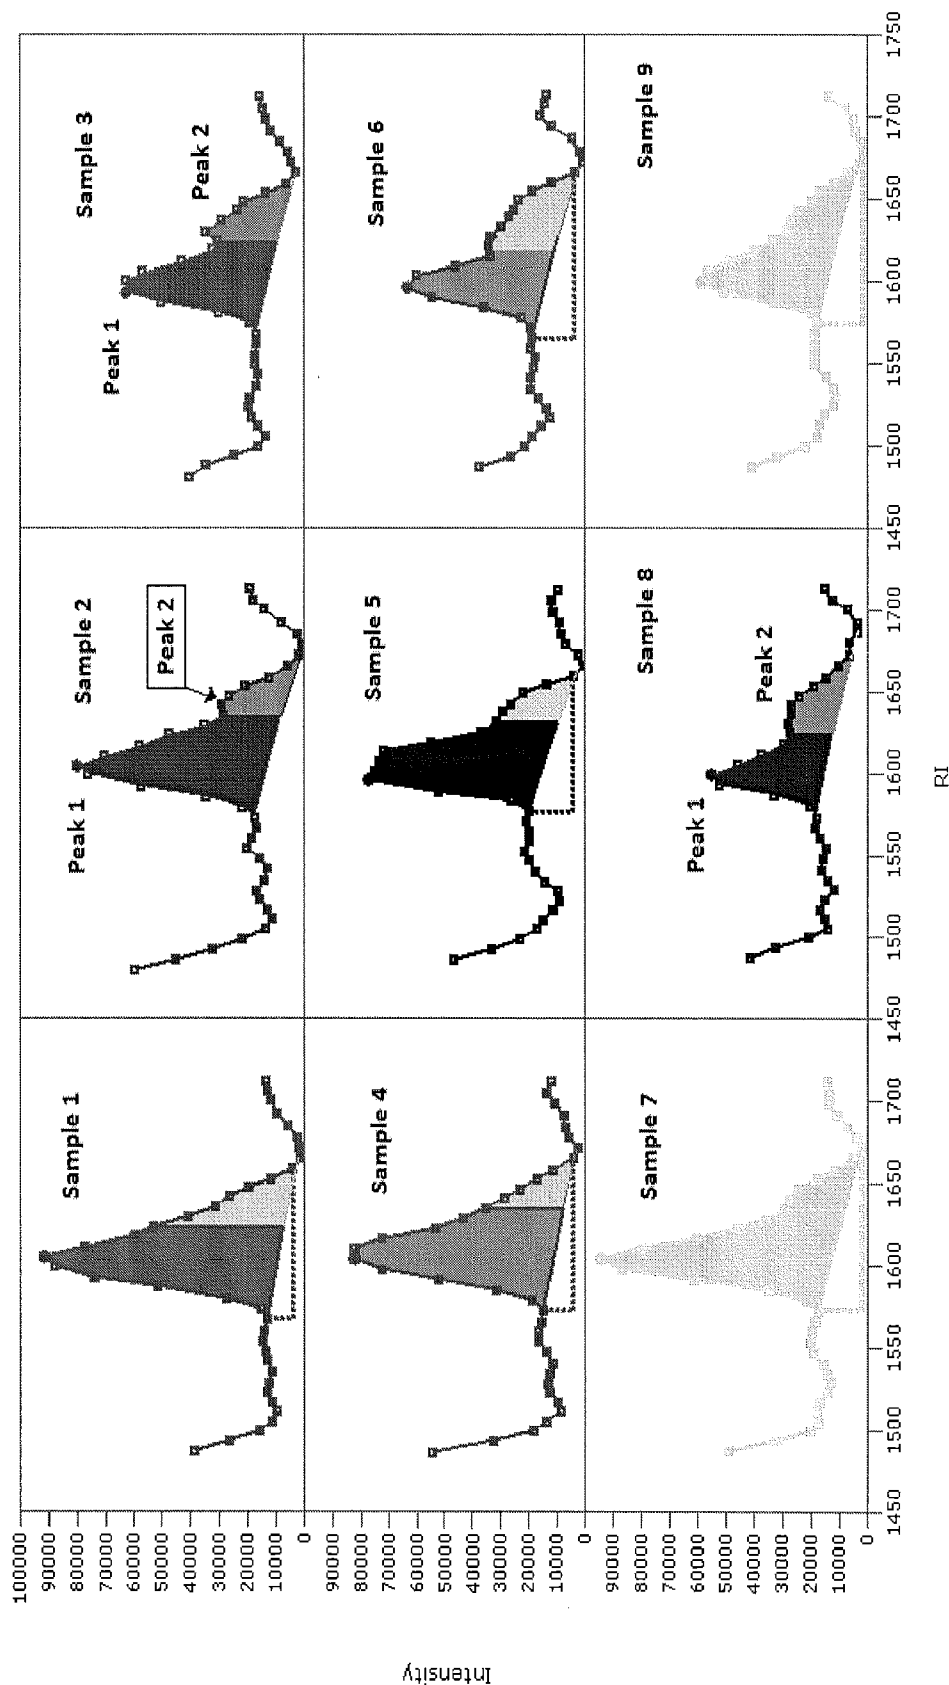 Intensity
100000
90000
80000
70000
60000
50000
40000
30000
20000
10000
0
90000
80000
70000
60000
50000
40000
30000
20000
10000
0
90000
80000
70000
60000
50000
40000
30000
20000
10000
0
Sample 1
Sample 2
Peak 1
Peak 2
Sample 3
Peak 1
Peak 2
Sample 4
Sample 5
Sample 6
Sample 7
Sample 8
Peak 1
Peak 2
Sample 9
1450 1500 1550 1600 1650 1700 1450 1500 1550 1600 1650 1700 1450 1500 1550 1600 1650 1700 1750
RI